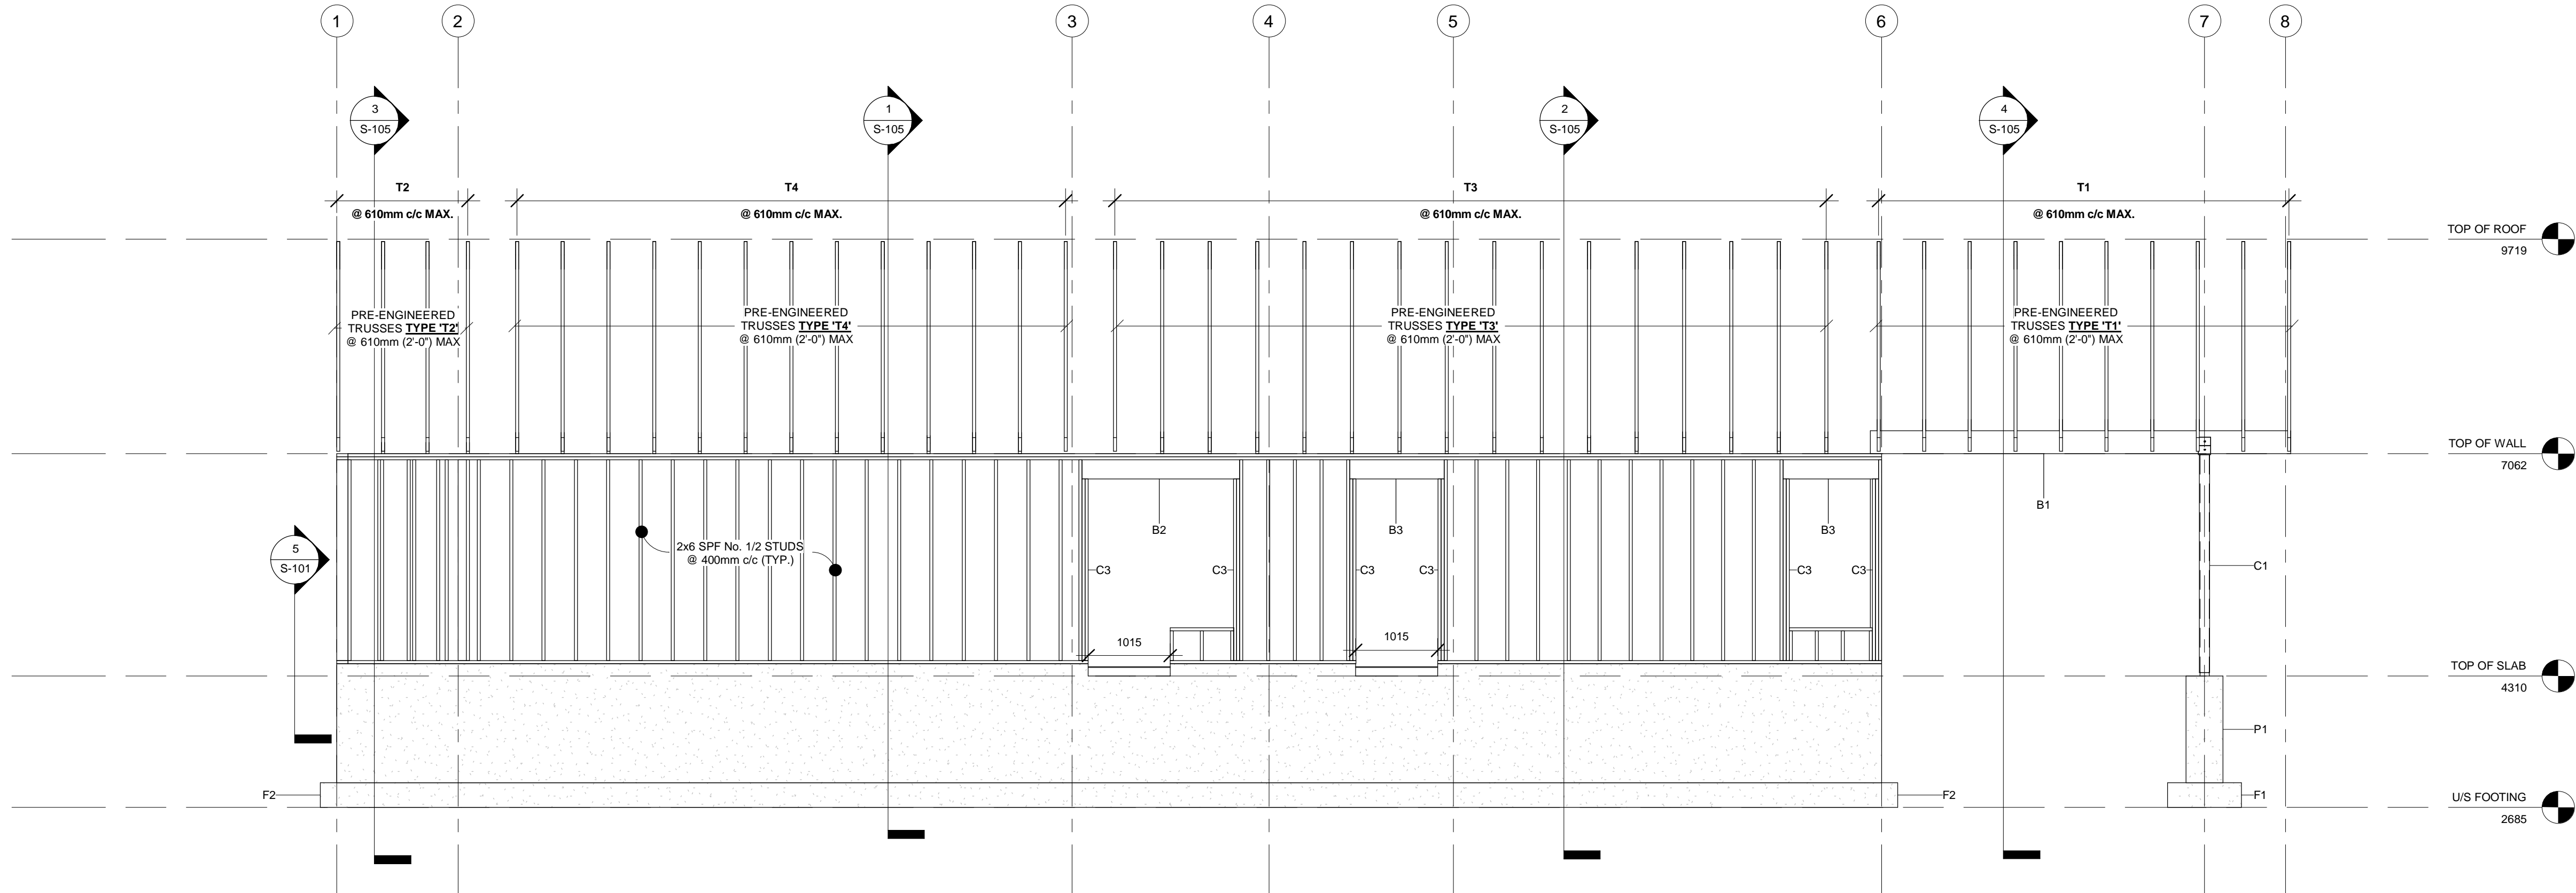 1
2
3
4
5
6
7
8
3
S-105
1
S-105
2
S-105
4
S-105
T2
@ 610mm c/c MAX.
T4
@ 610mm c/c MAX.
T3
@ 610mm c/c MAX.
T1
@ 610mm c/c MAX.
TOP OF ROOF
9719
PRE-ENGINEERED
TRUSSES TYPE 'T2'
@ 610mm (2'-0") MAX
PRE-ENGINEERED
TRUSSES TYPE 'T4'
@ 610mm (2'-0") MAX
PRE-ENGINEERED
TRUSSES TYPE 'T3'
@ 610mm (2'-0") MAX
PRE-ENGINEERED
TRUSSES TYPE 'T1'
@ 610mm (2'-0") MAX
TOP OF WALL
7062
B2
B3
B3
B1
5
S-101
2x6 SPF No. 1/2 STUDS
@ 400mm c/c (TYP.)
C3
C3
C3
C3
C3
C3
C1
1015
1015
TOP OF SLAB
4310
P1
F2
F2
F1
U/S FOOTING
2685